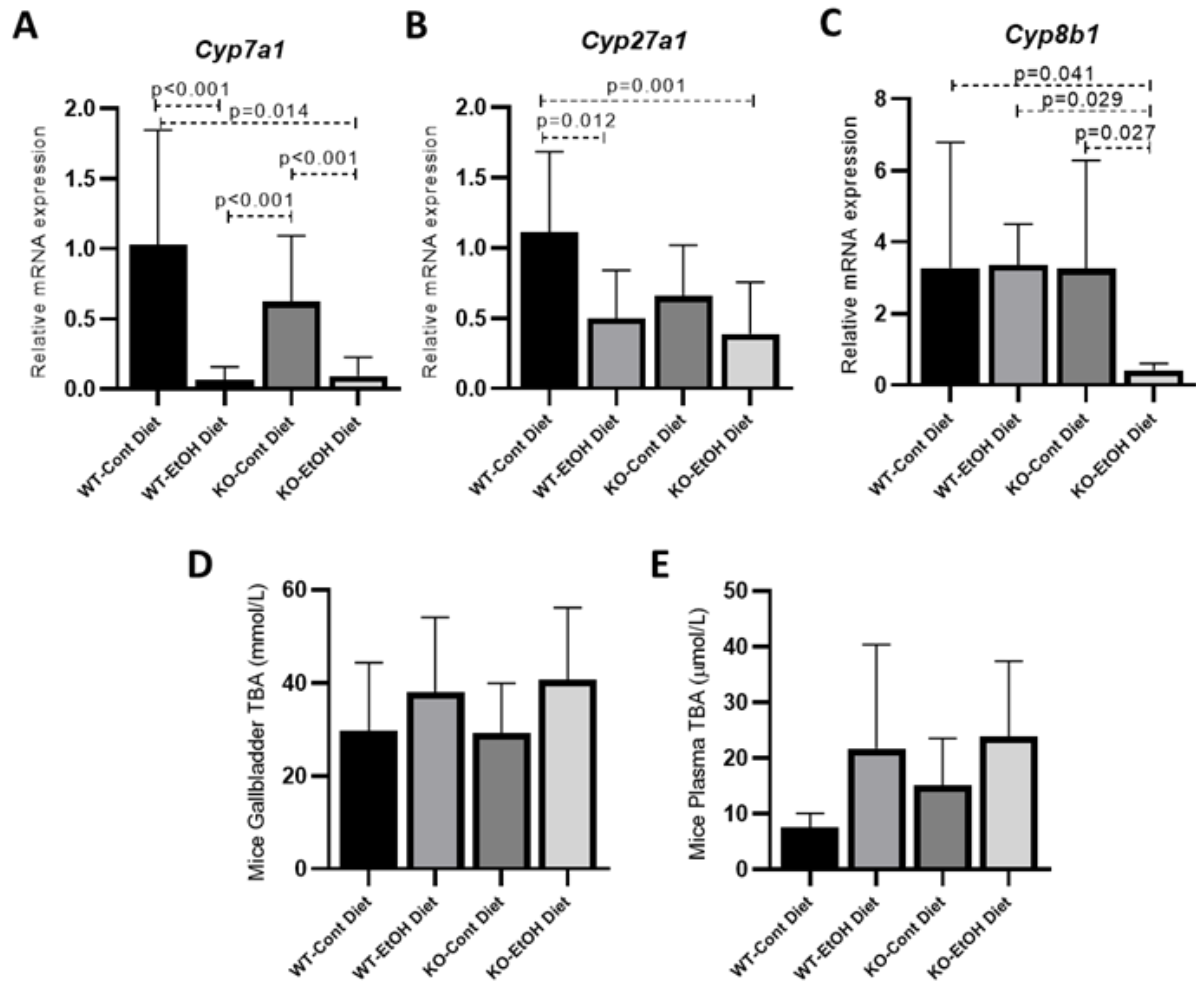 A
Cyp7a1
p<0.001
p=0.014
p<0.001
p<0.001
Relative mRNA expression
2.0
1.5
1.0
0.5
0.0
WT-Cont Diet
WT-EtOH Diet
KO-Cont Diet
KO-EtOH Diet
B
Cyp27a1
p=0.001
p=0.012
Relative mRNA expression
2.0
1.5
1.0
0.5
0.0
WT-Cont Diet
WT-EtOH Diet
KO-Cont Diet
KO-EtOH Diet
C
Cyp8b1
p=0.041
p=0.029
p=0.027
Relative mRNA expression
8
6
4
2
0
WT-Cont Diet
WT-EtOH Diet
KO-Cont Diet
KO-EtOH Diet
D
Mice Gallbladder TBA (mmol/L)
60
40
20
0
WT-Cont Diet
WT-EtOH Diet
KO-Cont Diet
KO-EtOH Diet
E
Mice Plasma TBA (μmol/L)
50
40
30
20
10
0
WT-Cont Diet
WT-EtOH Diet
KO-Cont Diet
KO-EtOH Diet